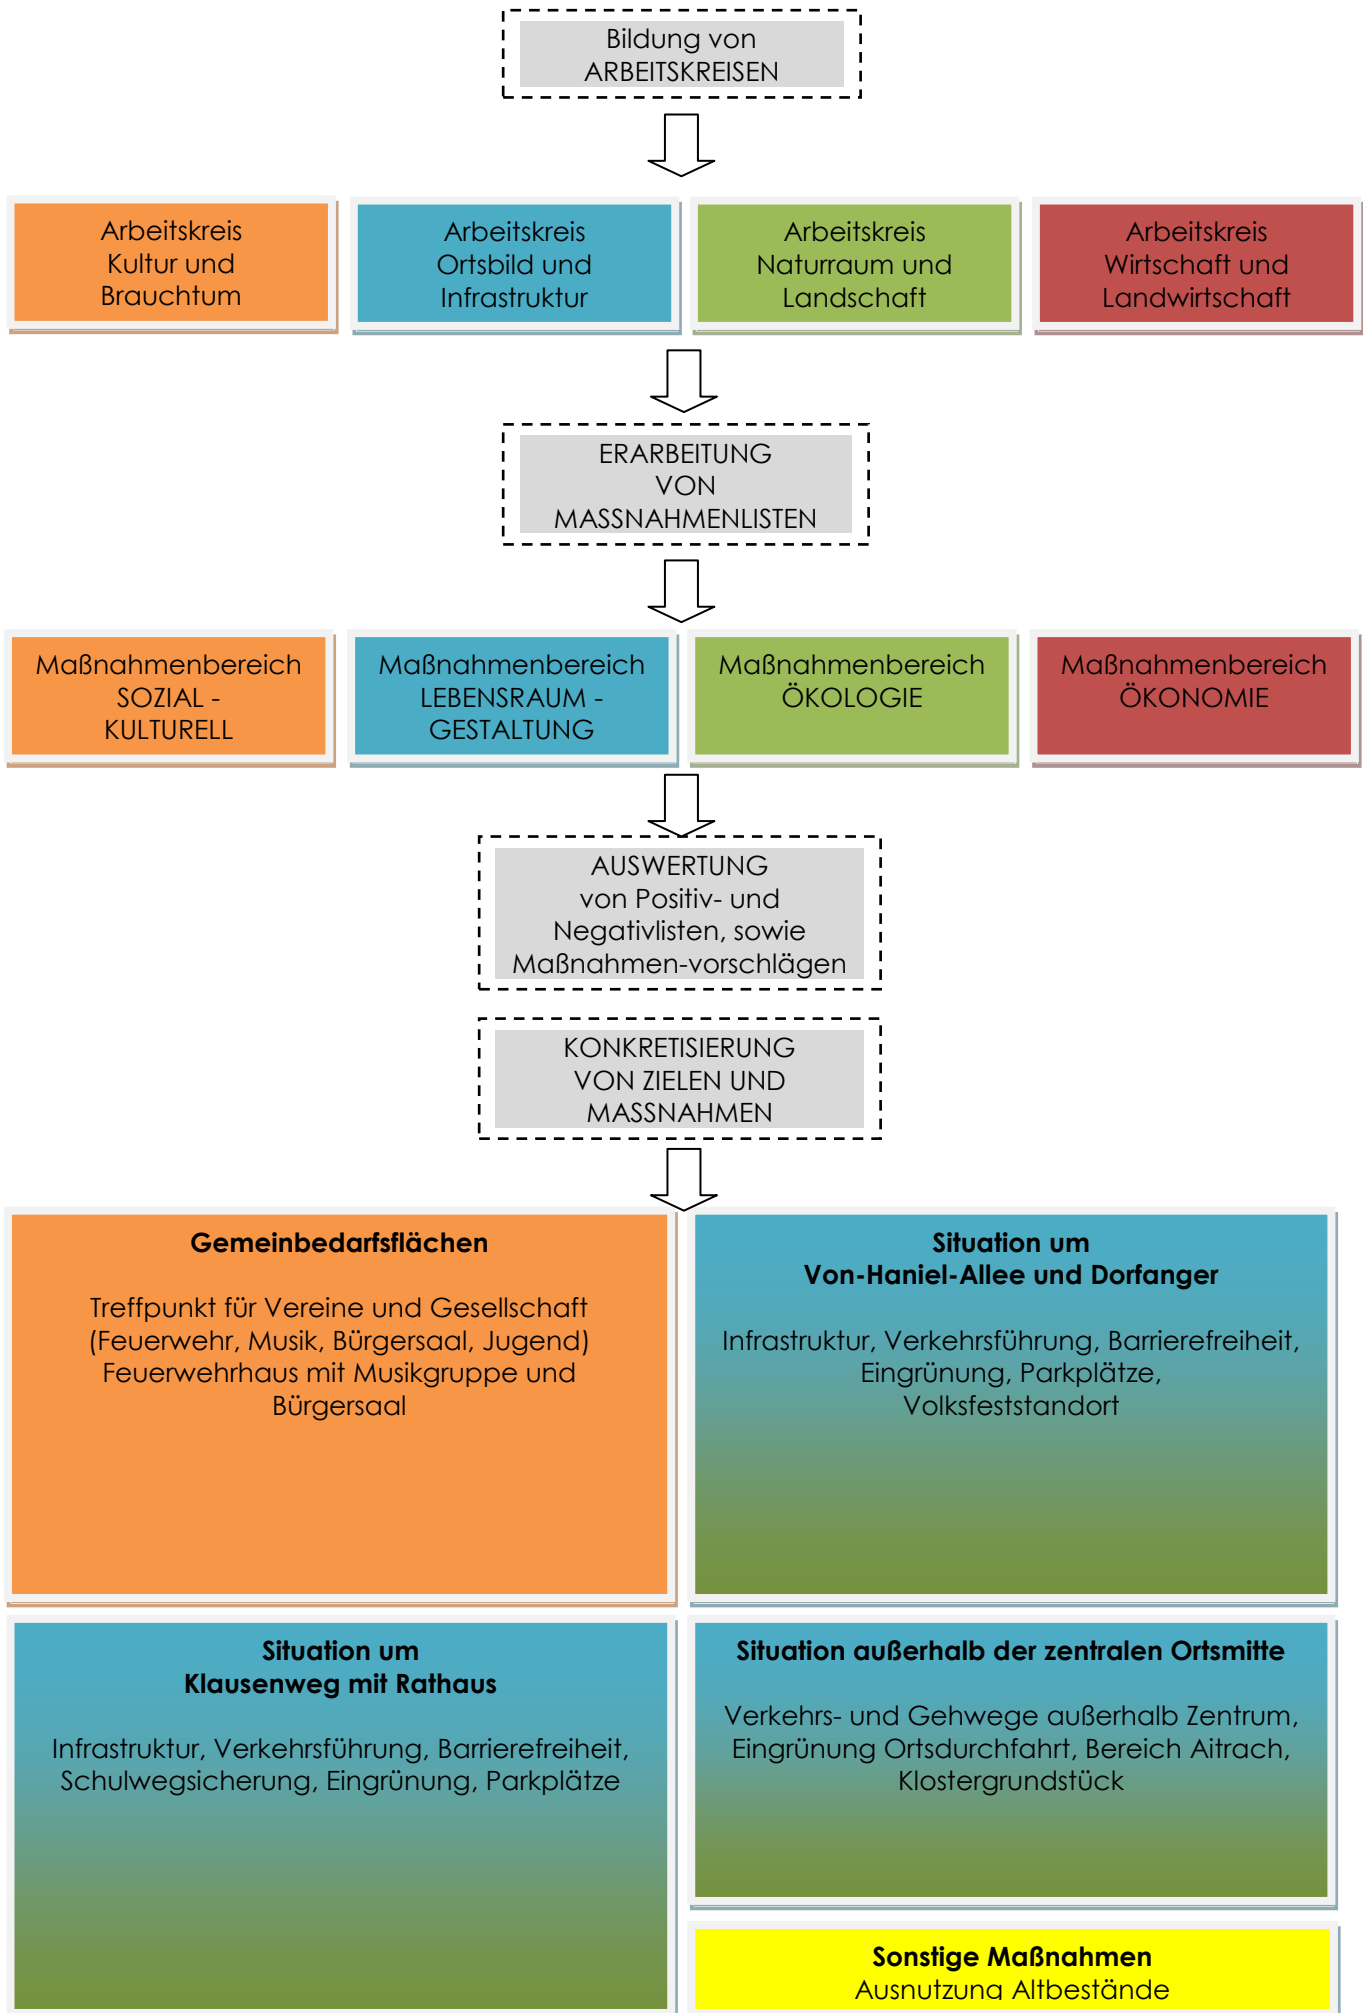 Bildung von
ARBEITSKREISEN
Arbeitskreis
Kultur und
Brauchtum
Arbeitskreis
Ortsbild und
Infrastruktur
Arbeitskreis
Naturraum und
Landschaft
Arbeitskreis
Wirtschaft und
Landwirtschaft
ERARBEITUNG
VON
MASSNAHMENLISTEN
Maßnahmenbereich
SOZIAL -
KULTURELL
Maßnahmenbereich
LEBENSRAUM -
GESTALTUNG
Maßnahmenbereich
ÖKOLOGIE
Maßnahmenbereich
ÖKONOMIE
AUSWERTUNG
von Positiv- und
Negativlisten, sowie
Maßnahmen-vorschlägen
KONKRETISIERUNG
VON ZIELEN UND
MASSNAHMEN
Gemeinbedarfsflächen
Treffpunkt für Vereine und Gesellschaft
(Feuerwehr, Musik, Bürgersaal, Jugend)
Feuerwehrhaus mit Musikgruppe und
Bürgersaal
Situation um
Von-Haniel-Allee und Dorfanger
Infrastruktur, Verkehrsführung, Barrierefreiheit,
Eingrünung, Parkplätze,
Volksfeststandort
Situation um
Klausenweg mit Rathaus
Infrastruktur, Verkehrsführung, Barrierefreiheit,
Schulwegsicherung, Eingrünung, Parkplätze
Situation außerhalb der zentralen Ortsmitte
Verkehrs- und Gehwege außerhalb Zentrum,
Eingrünung Ortsdurchfahrt, Bereich Aitrach,
Klostergrundstück
Sonstige Maßnahmen
Ausnutzung Altbestände